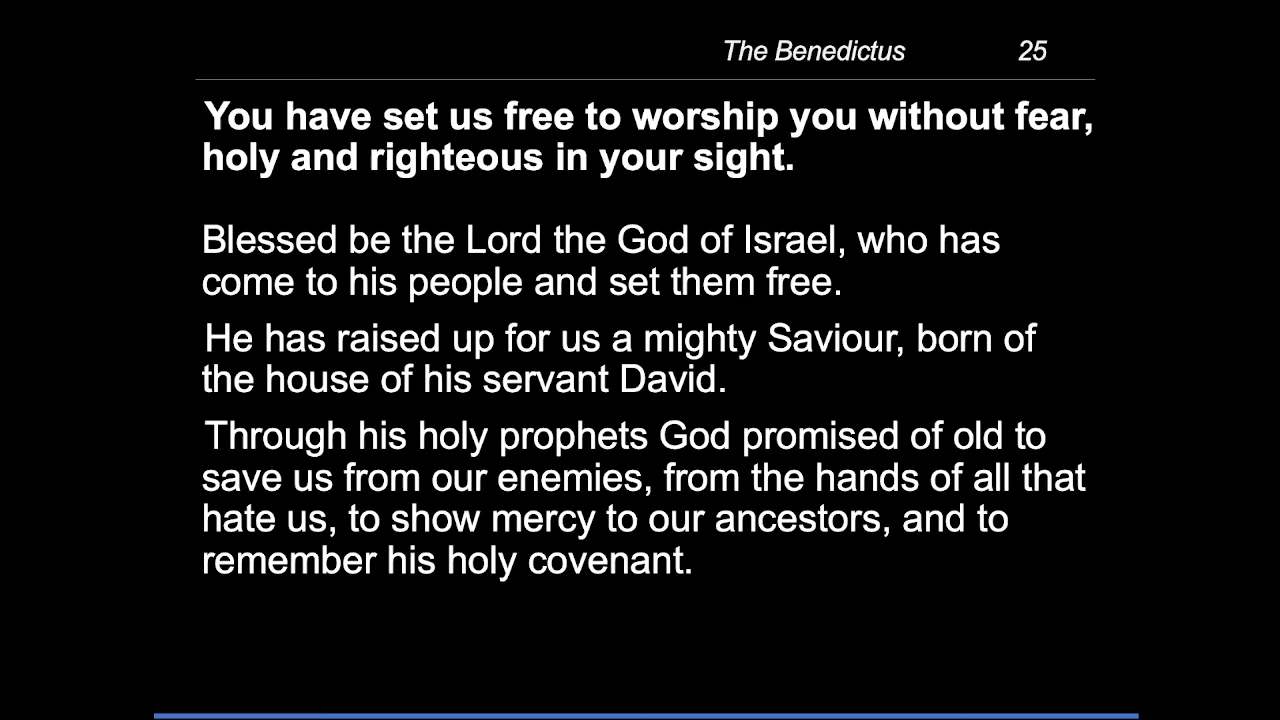 The Benedictus 25
You have set us free to worship you without fear,
holy and righteous in your sight.
Blessed be the Lord the God of Israel, who has
come to his people and set them free.
He has raised up for us a mighty Saviour, born of
the house of his servant David.
Through his holy prophets God promised of old to
save us from our enemies, from the hands of all that
hate us, to show mercy to our ancestors, and to
remember his holy covenant.